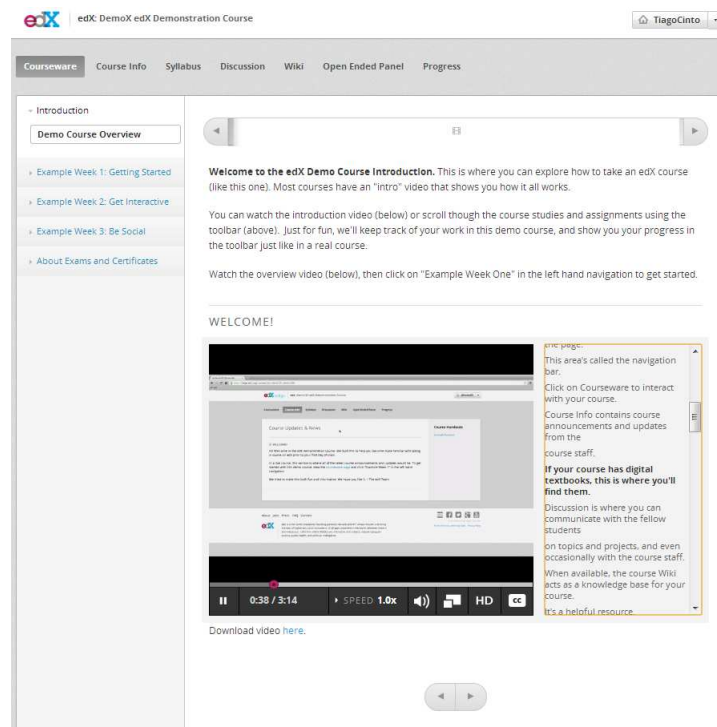 edX edX: DemoX edX Demonstration Course
TiagoCinto
Courseware Course Info Syllabus Discussion Wiki Open Ended Panel Progress
Introduction
Demo Course Overview
Example Week 1: Getting Started
Example Week 2: Get Interactive
Example Week 3: Be Social
About Exams and Certificates
Welcome to the edX Demo Course Introduction. This is where you can explore how to take an edX course
(like this one). Most courses have an "intro" video that shows you how it all works.
You can watch the introduction video (below) or scroll though the course studies and assignments using the
toolbar (above). Just for fun, we'll keep track of your work in this demo course, and show you your progress in
the toolbar just like in a real course.
Watch the overview video (below), then click on "Example Week One" in the left hand navigation to get started.
WELCOME!
edX
Course Updates & News
edX
0:38 / 3:14 SPEED 1.0x HD CC
the page.
This area's called the navigation
bar.
Click on Courseware to interact
with your course.
Course Info contains course
announcements and updates
from the
course staff.
If your course has digital
textbooks, this is where you'll
find them.
Discussion is where you can
communicate with the fellow
students
on topics and projects, and even
occasionally with the course staff.
When available, the course Wiki
acts as a knowledge base for your
course.
It's a helpful resource
Download video here.